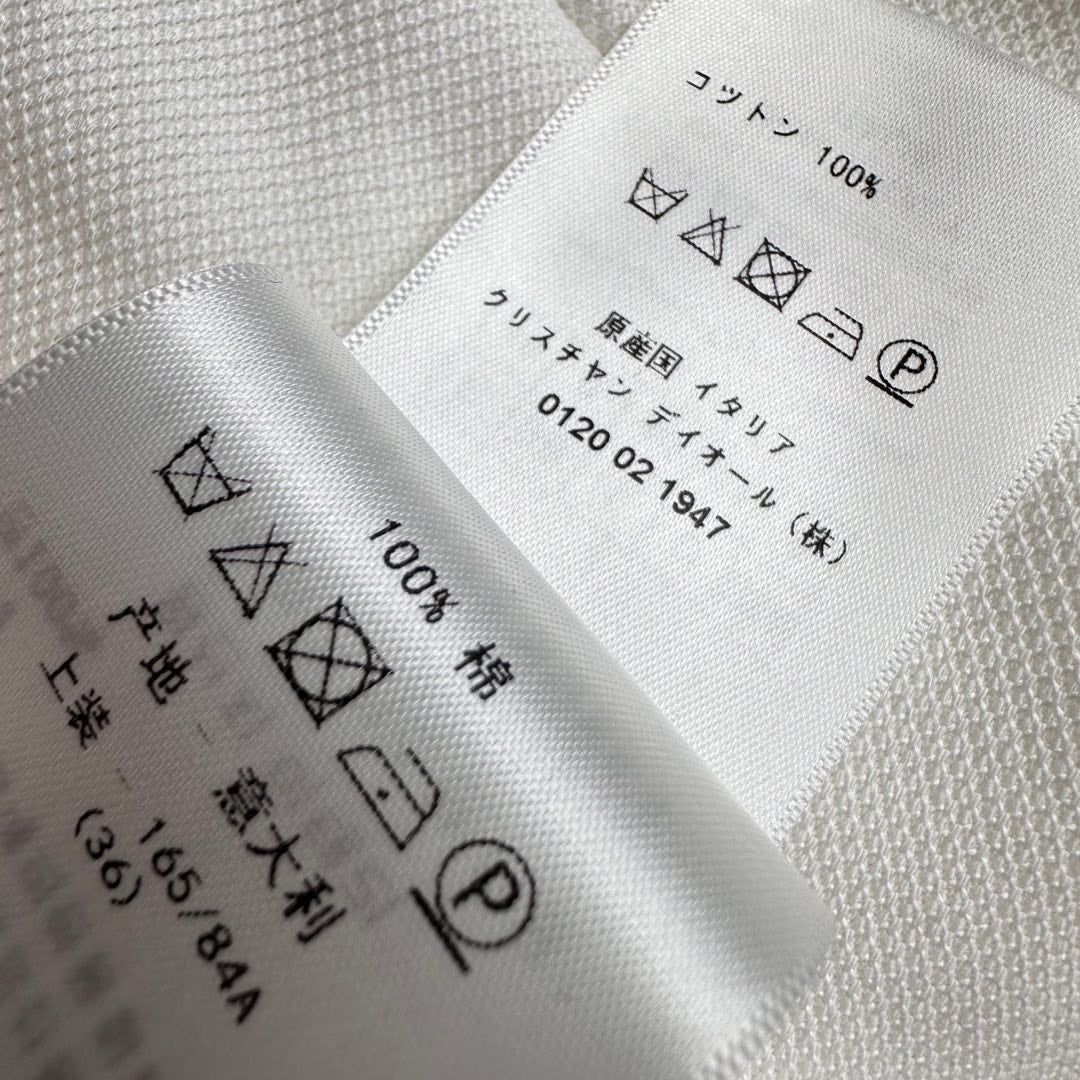 コットン 100%
原産国 イタリア
クリスチャン デイオール (株)
0120 02 1947
100% 棉
产地 - 意大利
上装 - 165/84A
(36)